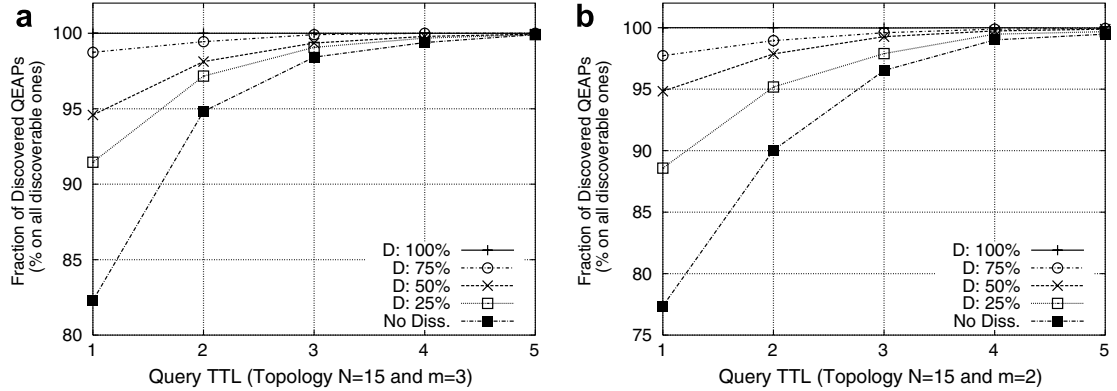 a
Fraction of Discovered QEAPs
(% on all discoverable ones)
100
95
90
85
80
1 2 3 4 5
D: 100%
D: 75%
D: 50%
D: 25%
No Diss.
Query TTL (Topology N=15 and m=3)
b
Fraction of Discovered QEAPs
(% on all discoverable ones)
100
95
90
85
80
75
1 2 3 4 5
D: 100%
D: 75%
D: 50%
D: 25%
No Diss.
Query TTL (Topology N=15 and m=2)